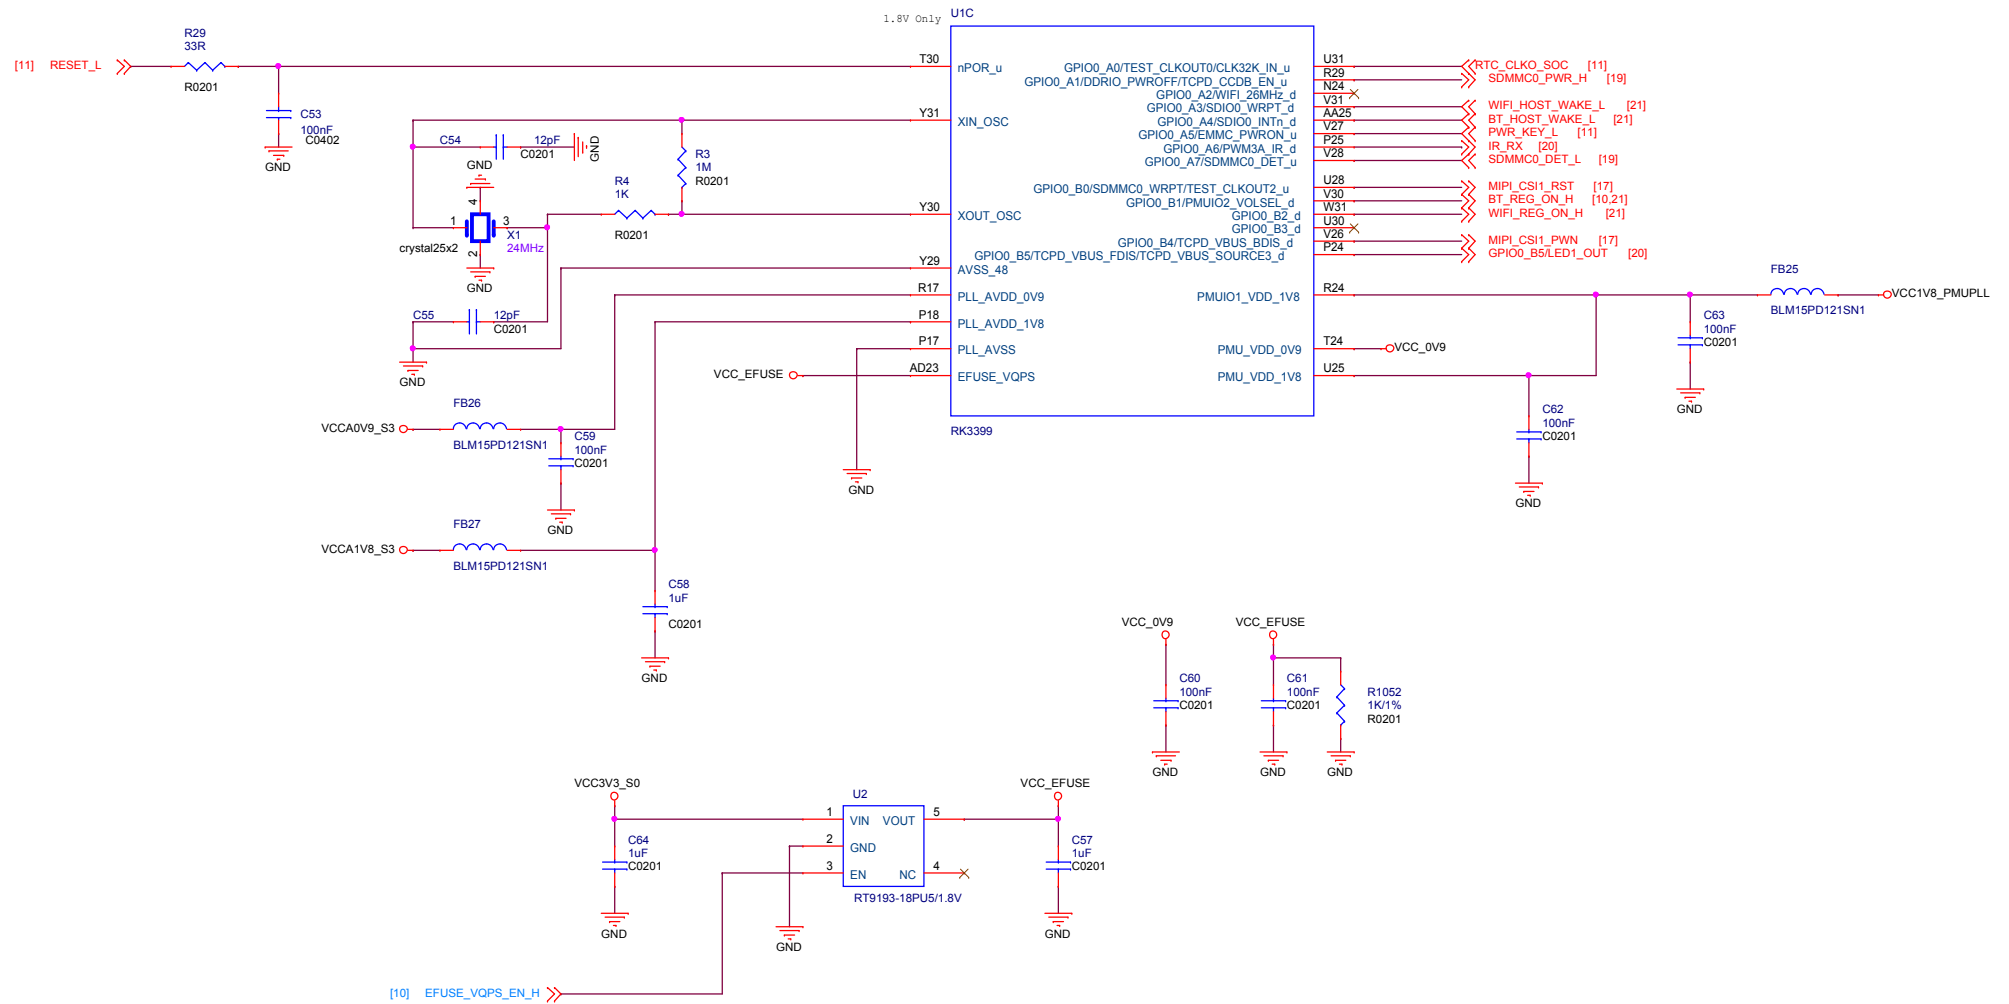 1.8V Only
U1C
R29
33R
[11] RESET_L
R0201
T30
nPOR_u
C53
100nF
C0402
GND
Y31
XIN_OSC
C54
12pF
C0201
GND
GND
R3
1M
R0201
R4
1K
R0201
Y30
XOUT_OSC
4
1
3
2
X1
24MHz
crystal25x2
GND
Y29
AVSS_48
R17
PLL_AVDD_0V9
C55
12pF
C0201
GND
P18
PLL_AVDD_1V8
P17
PLL_AVSS
VCC_EFUSE
AD23
EFUSE_VQPS
GPIO0_A0/TEST_CLKOUT0/CLK32K_IN_u
U31
RTC_CLKO_SOC [11]
GPIO0_A1/DDRIO_PWROFF/TCPD_CCDB_EN_u
R29
SDMMC0_PWR_H [19]
GPIO0_A2/WIFI_26MHz_d
N24
GPIO0_A3/SDIO0_WRPT_d
V31
WIFI_HOST_WAKE_L [21]
GPIO0_A4/SDIO0_INTn_d
AA25
BT_HOST_WAKE_L [21]
GPIO0_A5/EMMC_PWRON_u
V27
PWR_KEY_L [11]
GPIO0_A6/PWM3A_IR_d
P25
IR_RX [20]
GPIO0_A7/SDMMC0_DET_u
V28
SDMMC0_DET_L [19]
GPIO0_B0/SDMMC0_WRPT/TEST_CLKOUT2_u
U28
MIPI_CSI1_RST [17]
GPIO0_B1/PMUIO2_VOLSEL_d
V30
BT_REG_ON_H [10,21]
GPIO0_B2_d
W31
WIFI_REG_ON_H [21]
GPIO0_B3_d
U30
GPIO0_B4/TCPD_VBUS_BDIS_d
V26
MIPI_CSI1_PWN [17]
GPIO0_B5/TCPD_VBUS_FDIS/TCPD_VBUS_SOURCE3_d
P24
GPIO0_B5/LED1_OUT [20]
PMUIO1_VDD_1V8
R24
FB25
BLM15PD121SN1
VCC1V8_PMUPLL
C63
100nF
C0201
GND
PMU_VDD_0V9
T24
VCC_0V9
PMU_VDD_1V8
U25
C62
100nF
C0201
GND
RK3399
GND
FB26
VCCA0V9_S3
BLM15PD121SN1
C59
100nF
C0201
GND
FB27
VCCA1V8_S3
BLM15PD121SN1
C58
1uF
C0201
GND
VCC_0V9
C60
100nF
C0201
GND
VCC_EFUSE
C61
100nF
C0201
GND
R1052
1K/1%
R0201
GND
VCC3V3_S0
C64
1uF
C0201
GND
U2
1
VIN
VOUT
5
2
GND
3
EN
NC
4
RT9193-18PU5/1.8V
GND
VCC_EFUSE
C57
1uF
C0201
GND
[10] EFUSE_VQPS_EN_H